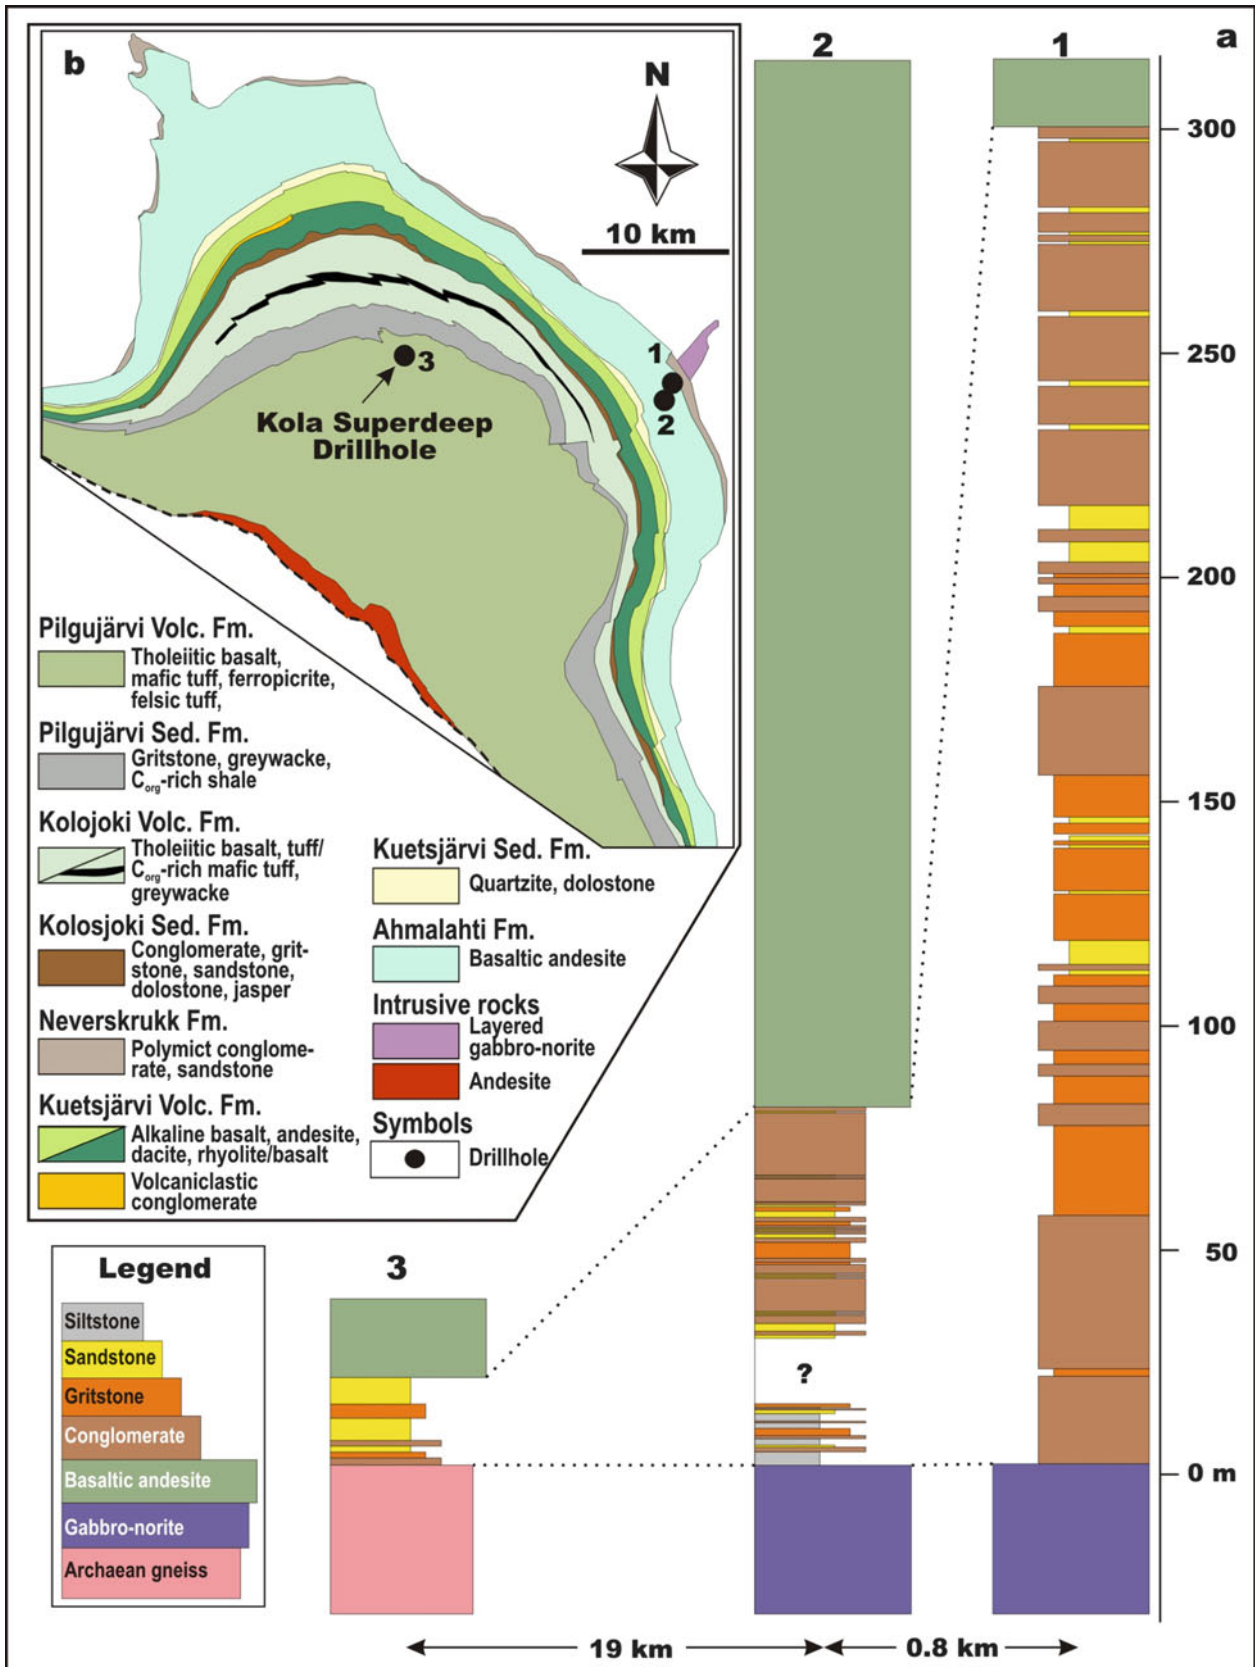 b
N
10 km
1
2
3
Kola Superdeep
Drillhole
Pilgujärvi Volc. Fm.
Tholeiitic basalt,
mafic tuff, ferropicrite,
felsic tuff,
Pilgujärvi Sed. Fm.
Gritstone, greywacke,
Corg-rich shale
Kolojoki Volc. Fm.
Tholeiitic basalt, tuff/
Corg-rich mafic tuff,
greywacke
Kolosjoki Sed. Fm.
Conglomerate, grit-
stone, sandstone,
dolostone, jasper
Neverskrukk Fm.
Polymict conglome-
rate, sandstone
Kuetsjärvi Volc. Fm.
Alkaline basalt, andesite,
dacite, rhyolite/basalt
Volcaniclastic
conglomerate
Kuetsjärvi Sed. Fm.
Quartzite, dolostone
Ahmalahti Fm.
Basaltic andesite
Intrusive rocks
Layered
gabbro-norite
Andesite
Symbols
Drillhole
2
1
a
300
250
200
150
100
50
0 m
?
3
Legend
Siltstone
Sandstone
Gritstone
Conglomerate
Basaltic andesite
Gabbro-norite
Archaean gneiss
19 km
0.8 km